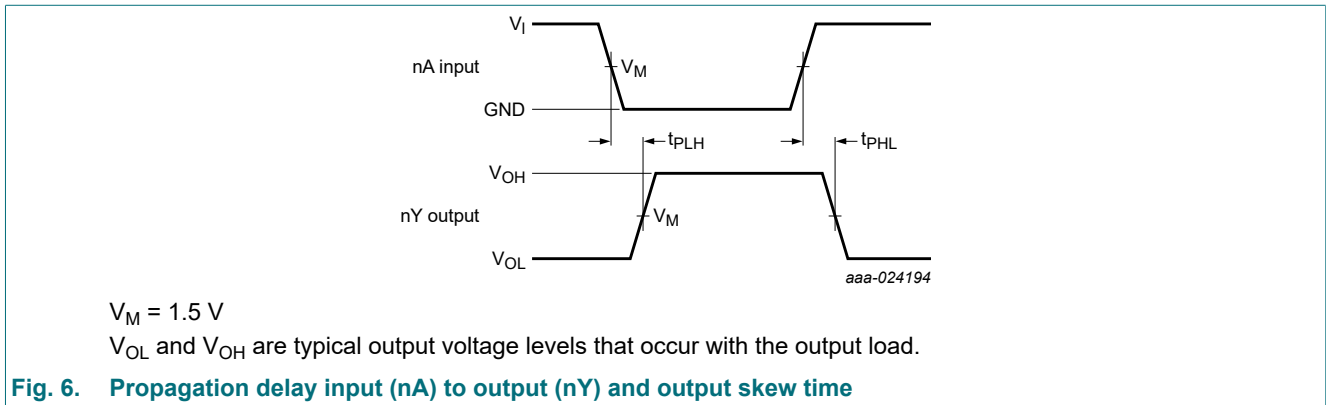 V_I
nA input
V_M
GND
t_PLH
t_PHL
V_OH
nY output
V_M
V_OL
aaa-024194
V_M = 1.5 V
V_OL and V_OH are typical output voltage levels that occur with the output load.
Fig. 6. Propagation delay input (nA) to output (nY) and output skew time